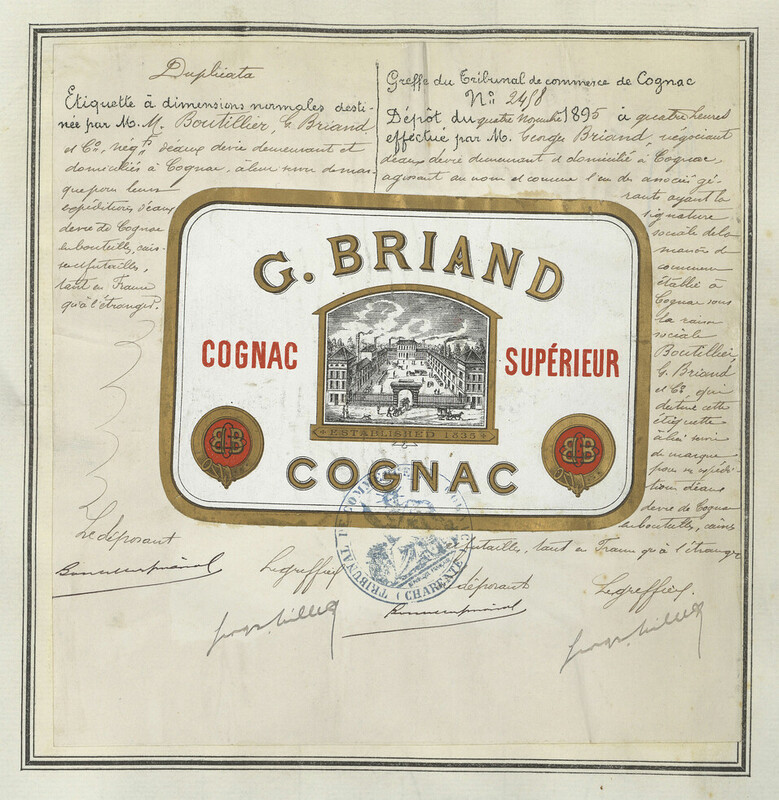 Duplicata
Etiquette à dimensions normales desti-
née par M. M. Boutillier, G. Briand
et Cie, négts d'eaux de vie demeurant et
domiciliés à Cognac, à leur servir de mar-
que pour leurs
expéditions d'eaux
de vie de Cognac
en bouteilles, cais-
ses et futailles,
tant en France
qu'à l'étranger.
Le déposant
Le greffier
Greffe du Tribunal de commerce de Cognac
No 2418
Dépôt du quatre Novembre 1895 à quatre heures
effectué par M. George Briand, négociant
d'eaux de vie demeurant et domicilié à Cognac,
agissant au nom et comme l'un des associés gé-
rants ayant la
signature
sociale de la
maison de
commerce
établie à
Cognac sous
la raison
sociale
Boutillier,
G. Briand
et Cie, qui
destine cette
étiquette
à lui servir
de marque
pour ses expédi-
tions d'eaux
de vie de Cognac
en bouteilles, caisses
futailles, tant en France qu'à l'étranger
déposant
Le greffier
G. BRIAND
COGNAC
SUPÉRIEUR
ESTABLISHED 1835
COGNAC
TRIBUNAL DE COMMERCE
(CHARENTE)